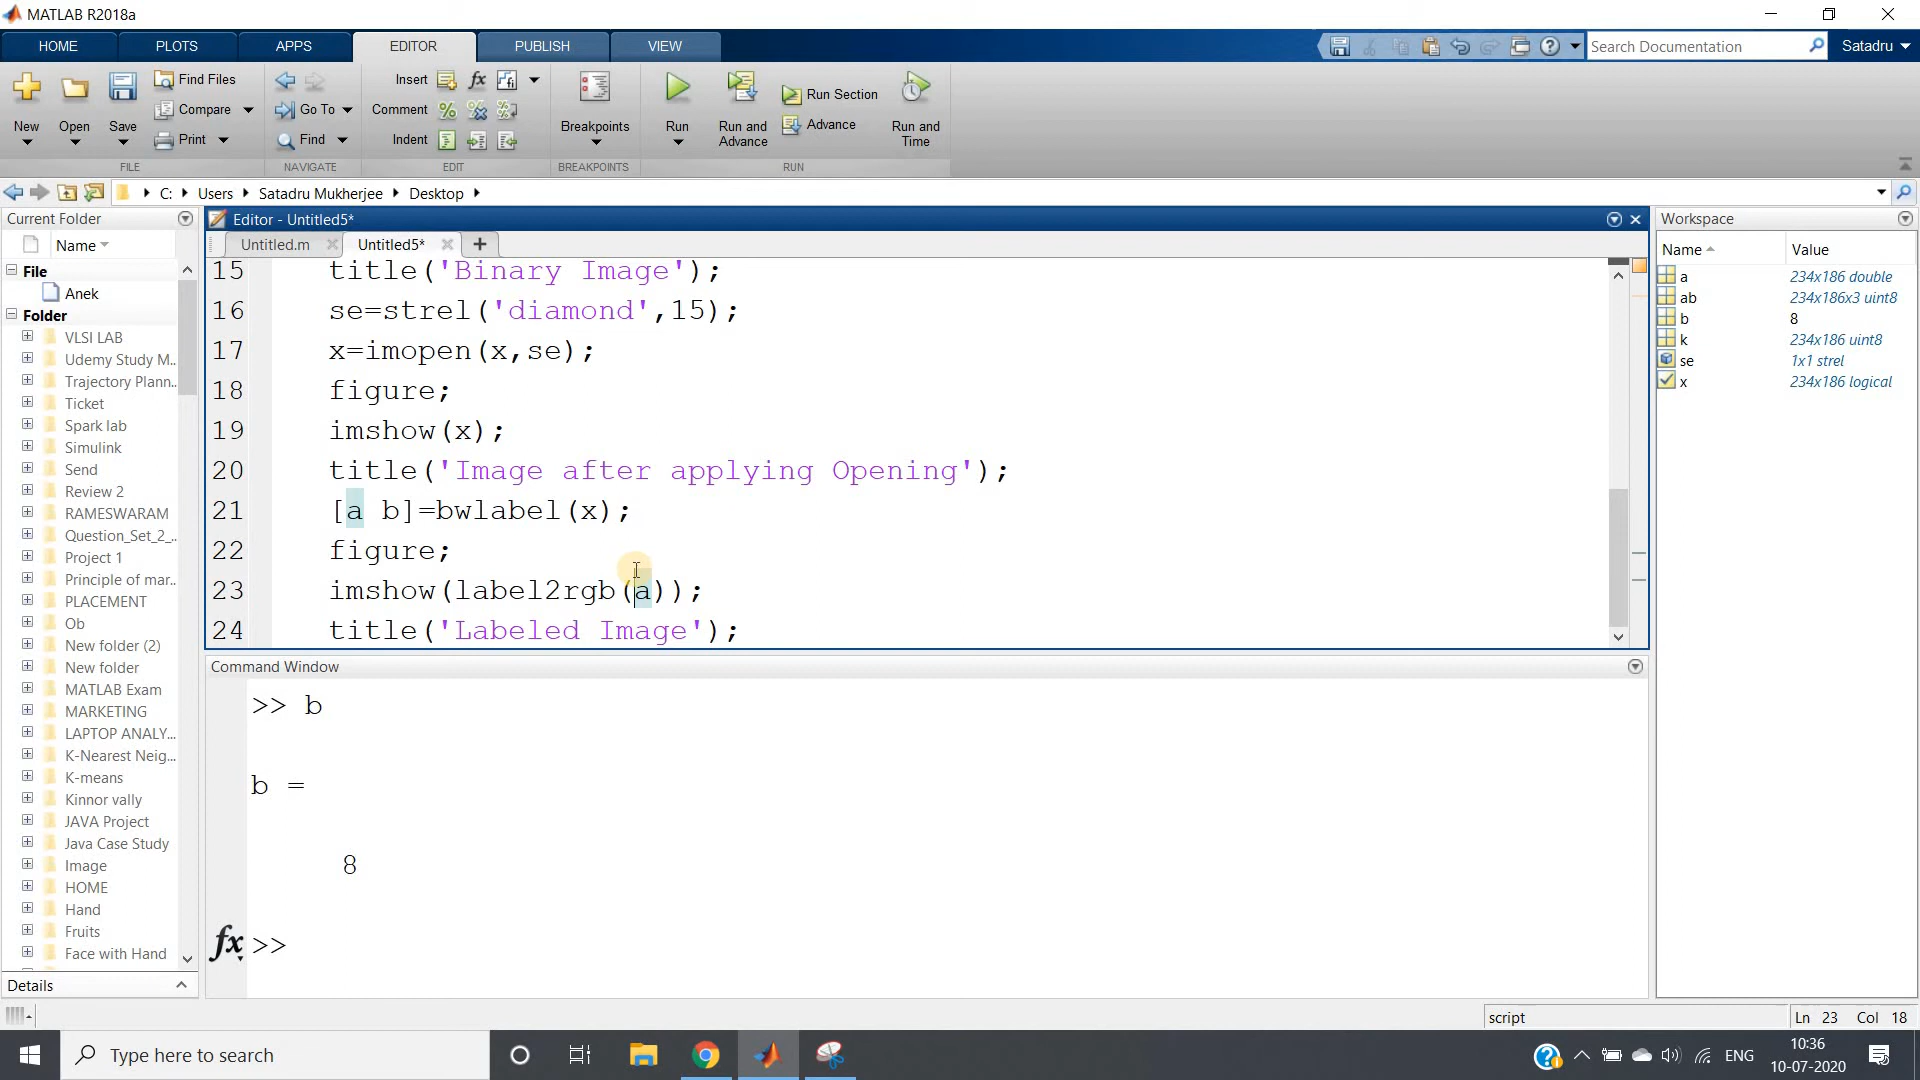 MATLAB R2018a
HOME PLOTS APPS EDITOR PUBLISH VIEW Search Documentation Satadru
New Open Save Find Files Compare Print Go To Find Insert Comment Indent Breakpoints Run Run and Advance Run Section Advance Run and Time
FILE NAVIGATE EDIT BREAKPOINTS RUN
C: Users Satadru Mukherjee Desktop
Current Folder
Name
File
Anek
Folder
VLSI LAB
Udemy Study M...
Trajectory Plann...
Ticket
Spark lab
Simulink
Send
Review 2
RAMESWARAM
Question_Set_2_...
Project 1
Principle of mar...
PLACEMENT
Ob
New folder (2)
New folder
MATLAB Exam
MARKETING
LAPTOP ANALY...
K-Nearest Neig...
K-means
Kinnor vally
JAVA Project
Java Case Study
Image
HOME
Hand
Fruits
Face with Hand
Details
Editor - Untitled5*
Untitled.m Untitled5*
15 title('Binary Image');
16 se=strel('diamond',15);
17 x=imopen(x,se);
18 figure;
19 imshow(x);
20 title('Image after applying Opening');
21 [a b]=bwlabel(x);
22 figure;
23 imshow(label2rgb(a));
24 title('Labeled Image');
Command Window
>> b
b =
8
fx >>
Workspace
Name Value
a 234x186 double
ab 234x186x3 uint8
b 8
k 234x186 uint8
se 1x1 strel
x 234x186 logical
script Ln 23 Col 18
Type here to search
ENG
10:36
10-07-2020